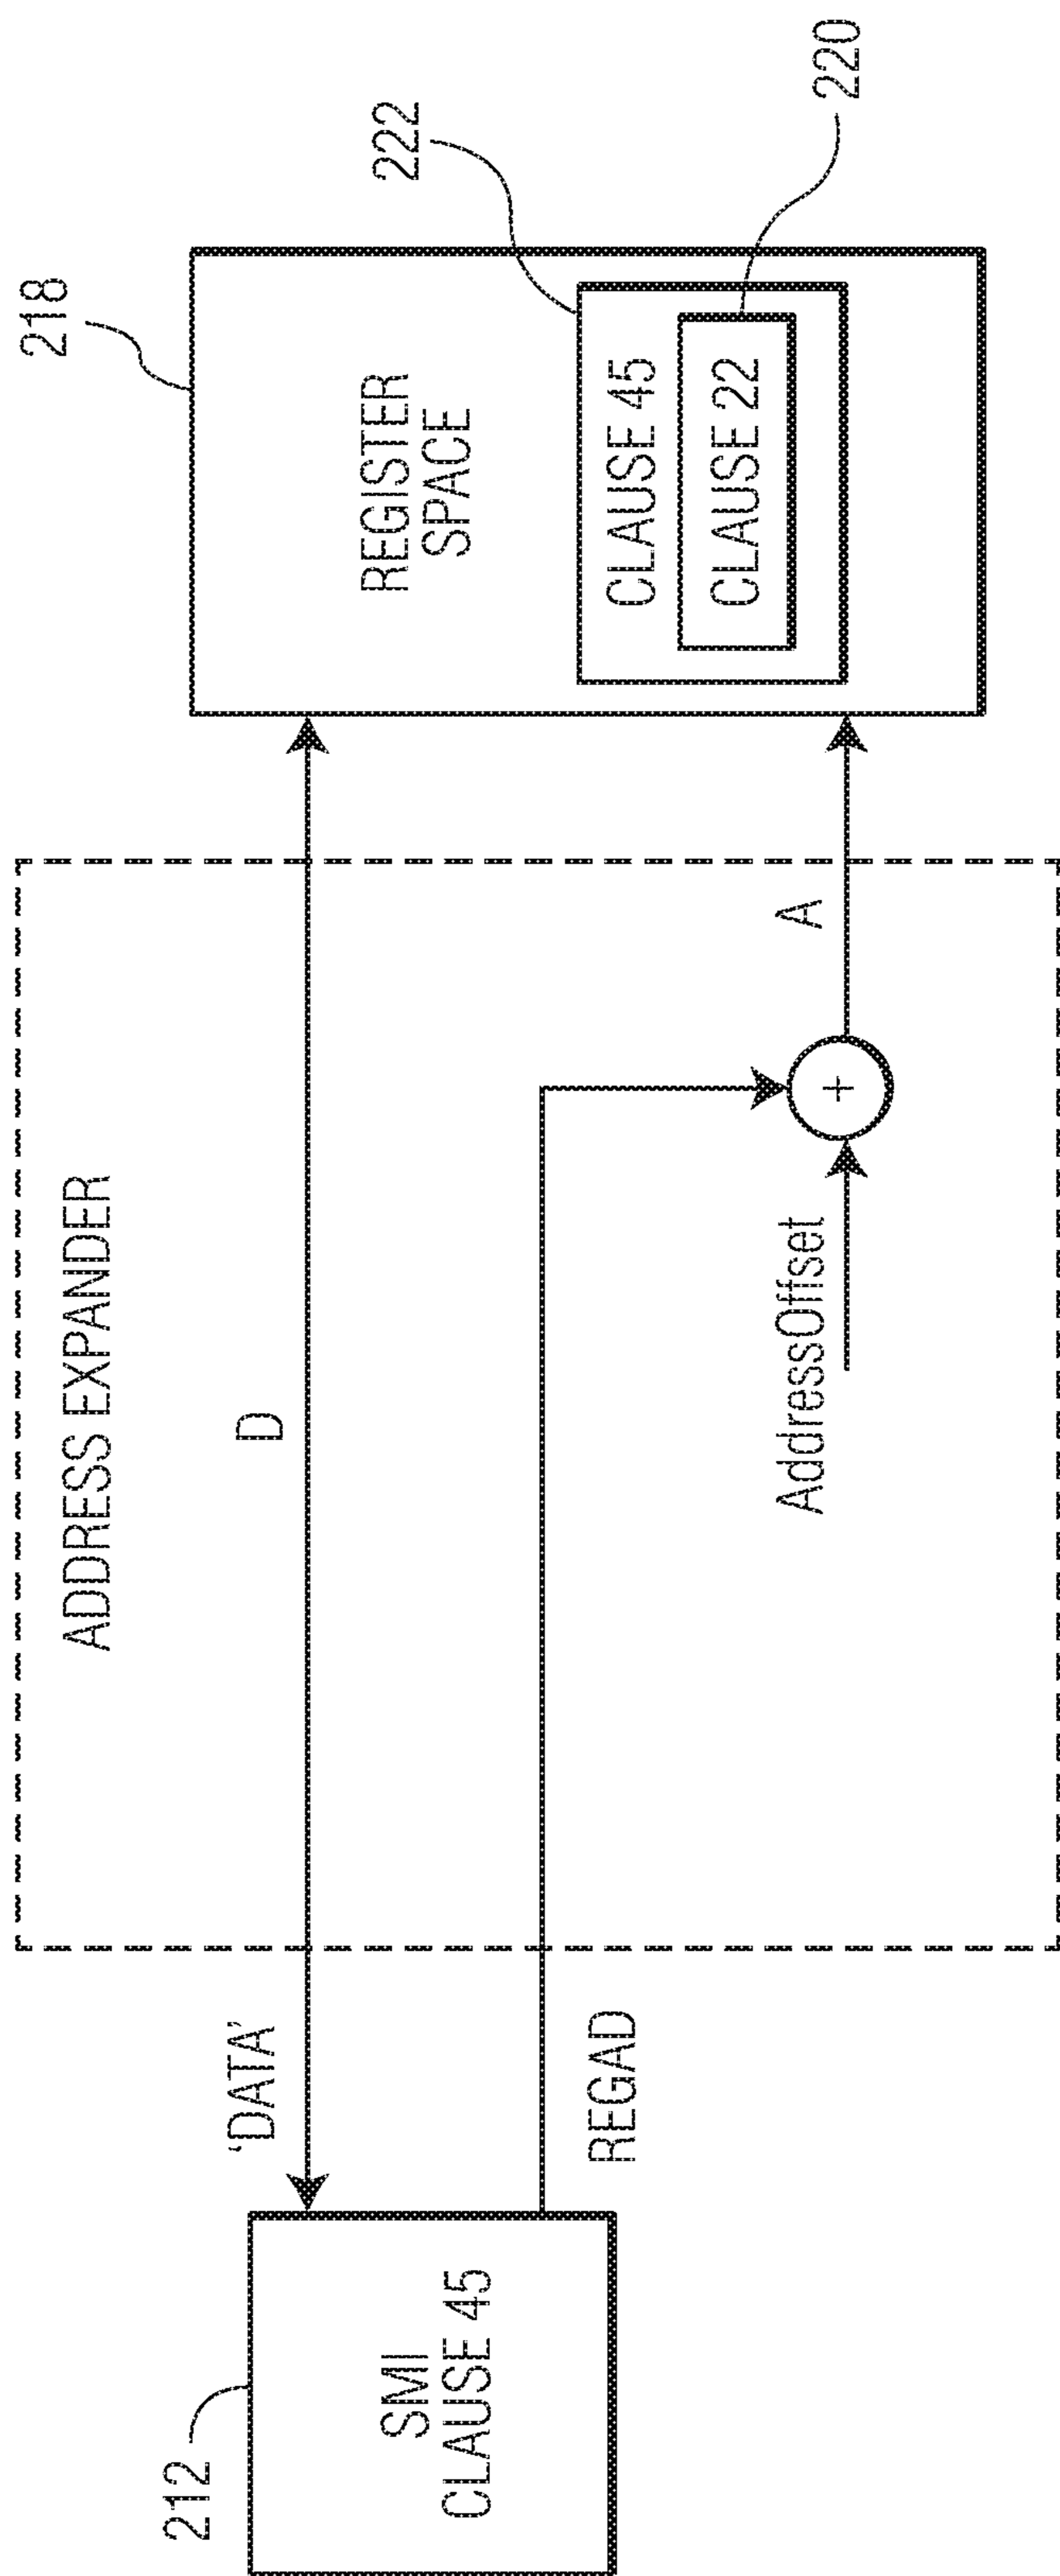 ADDRESS EXPANDER
218
212
'DATA'
D
222
SMI
CLAUSE 45
REGISTER
SPACE
REGAD
CLAUSE 45
CLAUSE 22
AddressOffset
+
A
220